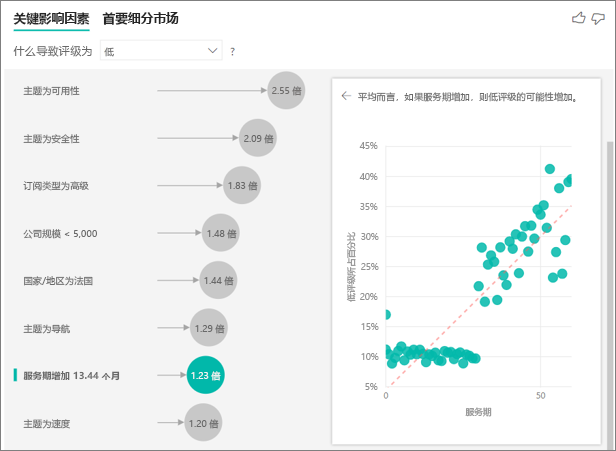 关键影响因素 首要细分市场
什么导致评级为 低 ?
主题为可用性 2.55 倍
主题为安全性 2.09 倍
订阅类型为高级 1.83 倍
公司规模 < 5,000 1.48 倍
国家/地区为法国 1.44 倍
主题为导航 1.29 倍
服务期增加 13.44 个月 1.23 倍
主题为速度 1.20 倍
平均而言，如果服务期增加，则低评级的可能性增加。
45%
40%
35%
30%
25%
20%
15%
10%
5%
低评级所占百分比
0 50
服务期